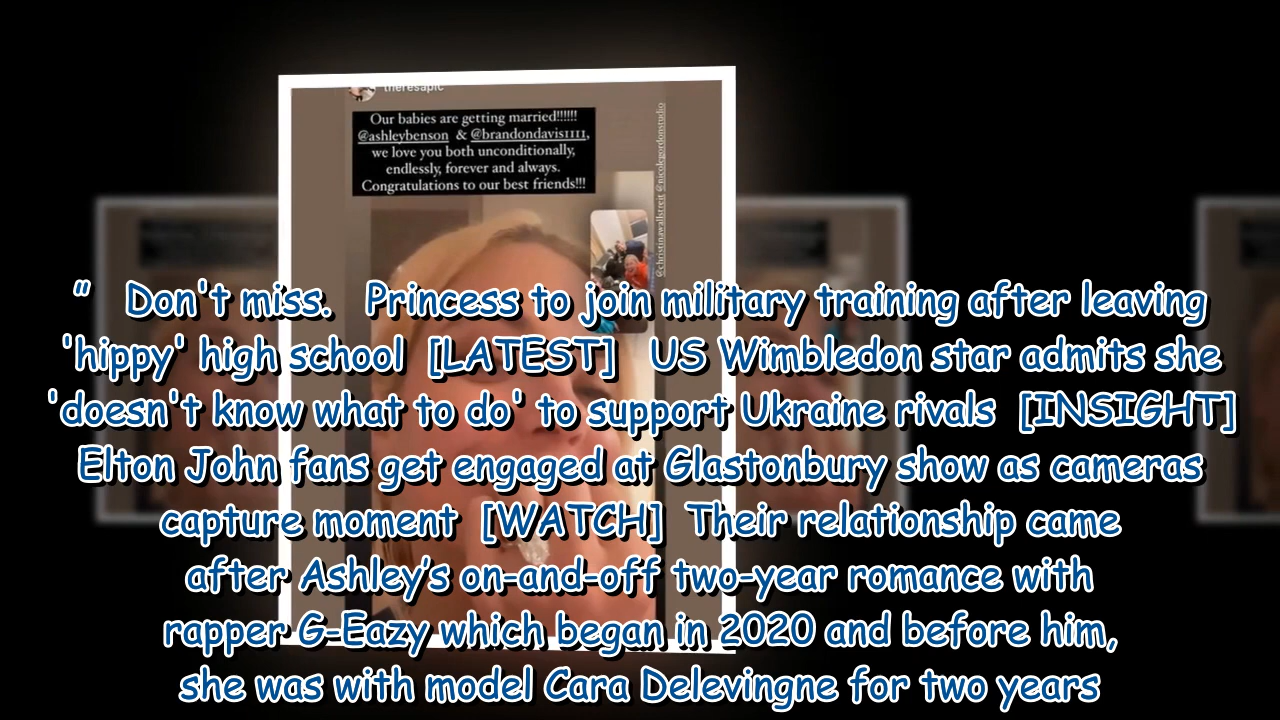 theresapic
Our babies are getting married!!!!!!
@ashleybenson & @brandondavis1111,
we love you both unconditionally,
endlessly, forever and always.
Congratulations to our best friends!!!
@christinawallstreit @nicolegordonstudio
” Don't miss. Princess to join military training after leaving
'hippy' high school [LATEST] US Wimbledon star admits she
'doesn't know what to do' to support Ukraine rivals [INSIGHT]
Elton John fans get engaged at Glastonbury show as cameras
capture moment [WATCH] Their relationship came
after Ashley’s on-and-off two-year romance with
rapper G-Eazy which began in 2020 and before him,
she was with model Cara Delevingne for two years